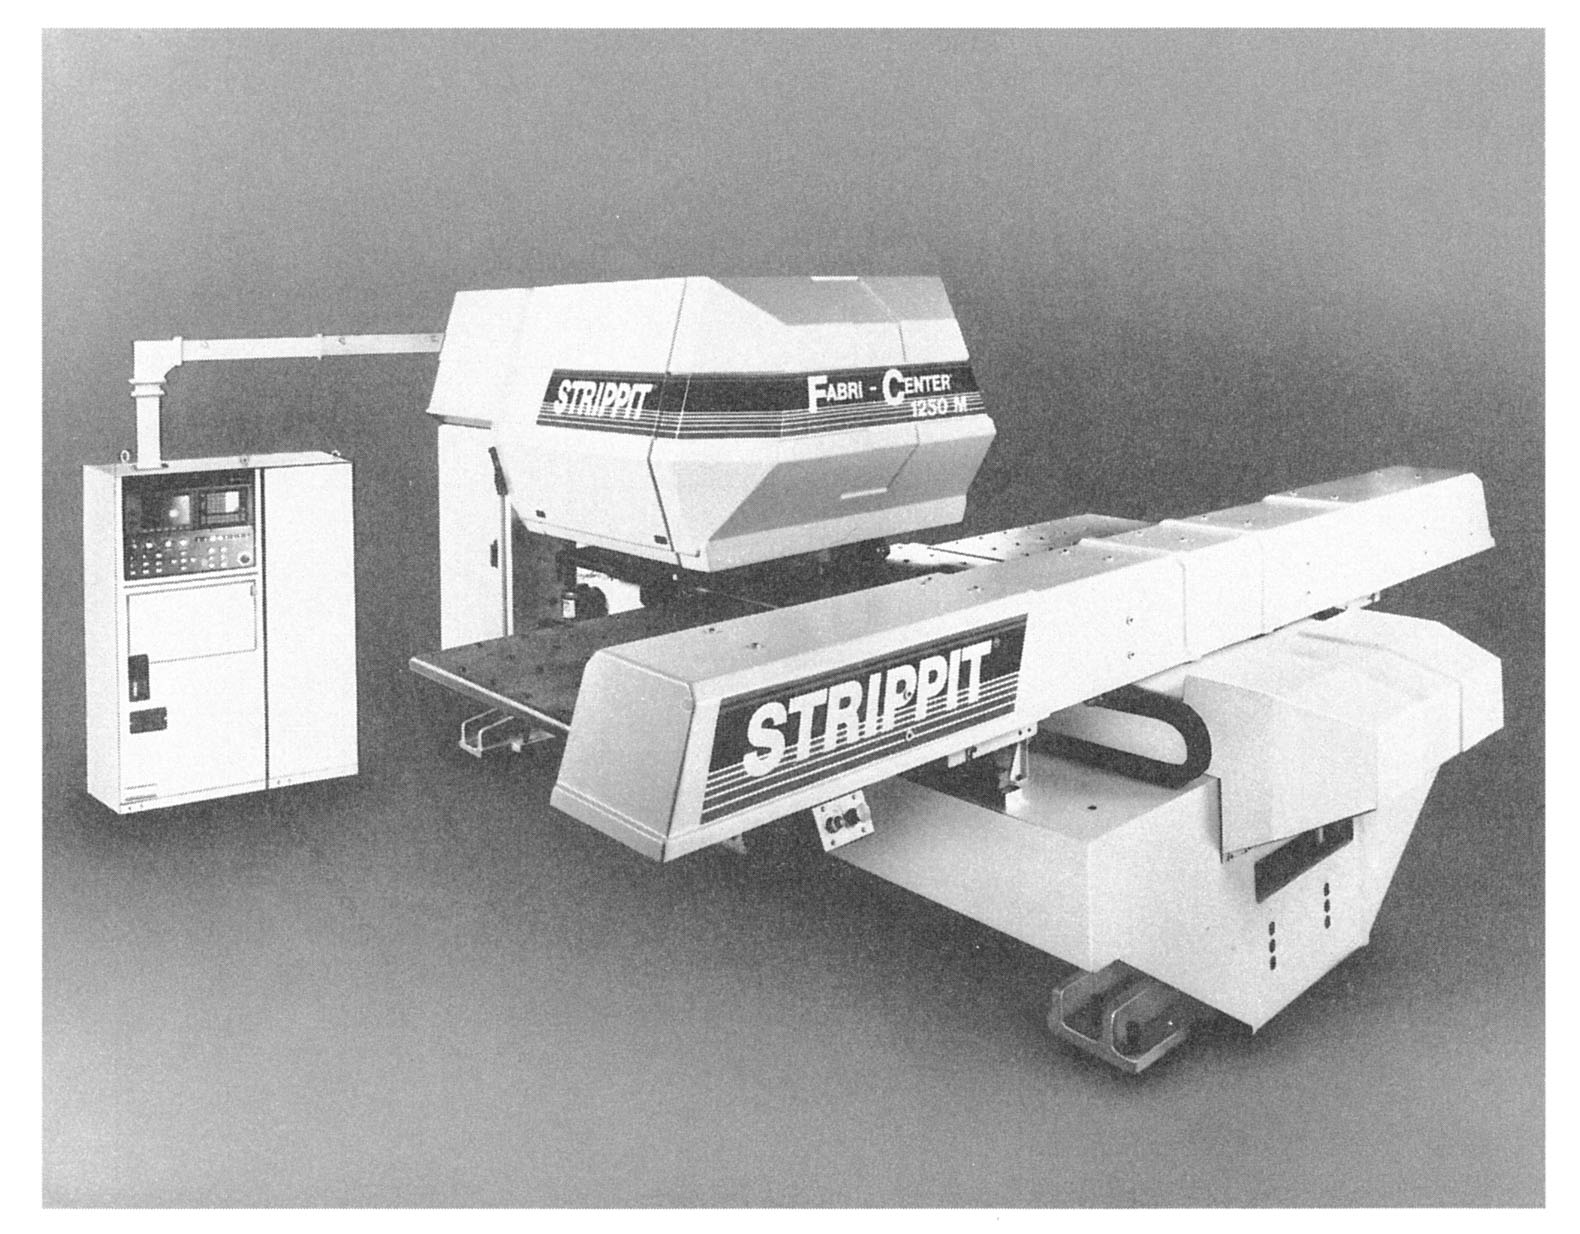 STRIPPIT
FABRI - CENTER
1250 M
STRIPPIT®